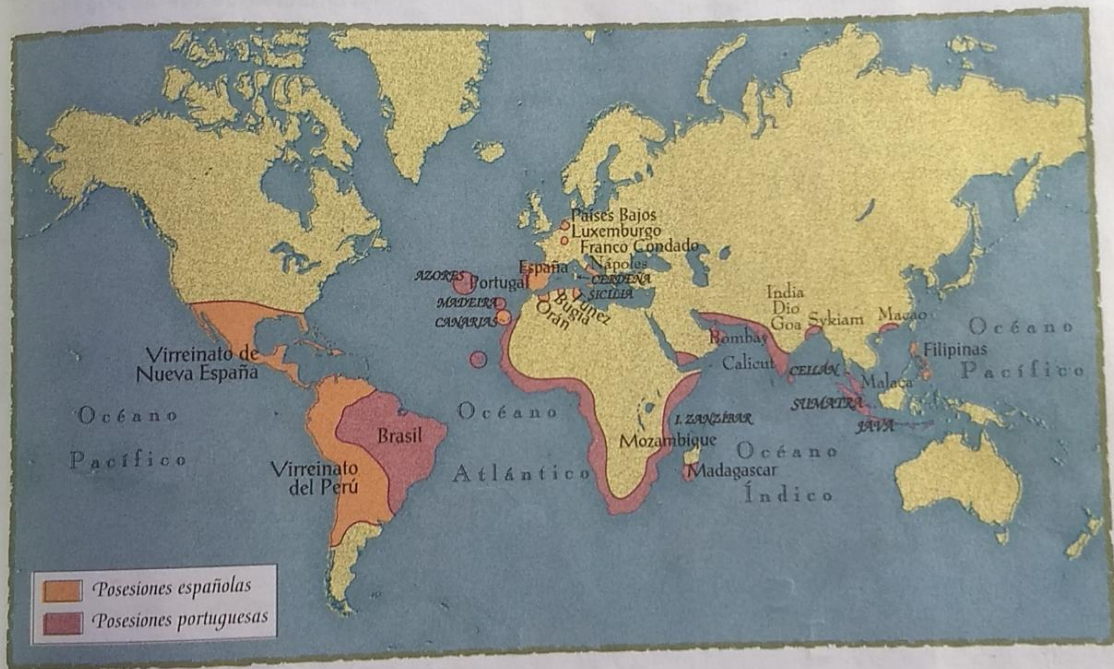 Países Bajos
Luxemburgo
Franco Condado
Nápoles
España
CERDEÑA
SICILIA
AZORES
Portugal
MADEIRA
CANARIAS
Túnez
Bugía
Orán
India
Dio
Goa
Sykiam
Macao
Bombay
Calicut
CEILÁN
Malaca
Filipinas
SUMATRA
JAVA
Océano
Pacífico
Virreinato de
Nueva España
Océano
Pacífico
Océano
Atlántico
Brasil
Virreinato
del Perú
I. ZANZÍBAR
Mozambique
Madagascar
Océano
Índico
Posesiones españolas
Posesiones portuguesas